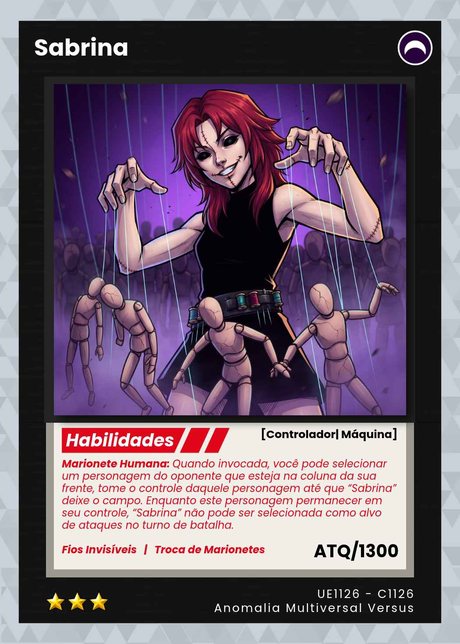 Sabrina
Habilidades
[Controlador| Máquina]
Marionete Humana: Quando invocada, você pode selecionar
um personagem do oponente que esteja na coluna da sua
frente, tome o controle daquele personagem até que “Sabrina”
deixe o campo. Enquanto este personagem permanecer em
seu controle, “Sabrina” não pode ser selecionada como alvo
de ataques no turno de batalha.
Fios Invisíveis | Troca de Marionetes
ATQ/1300
UE1126 - C1126
Anomalia Multiversal Versus